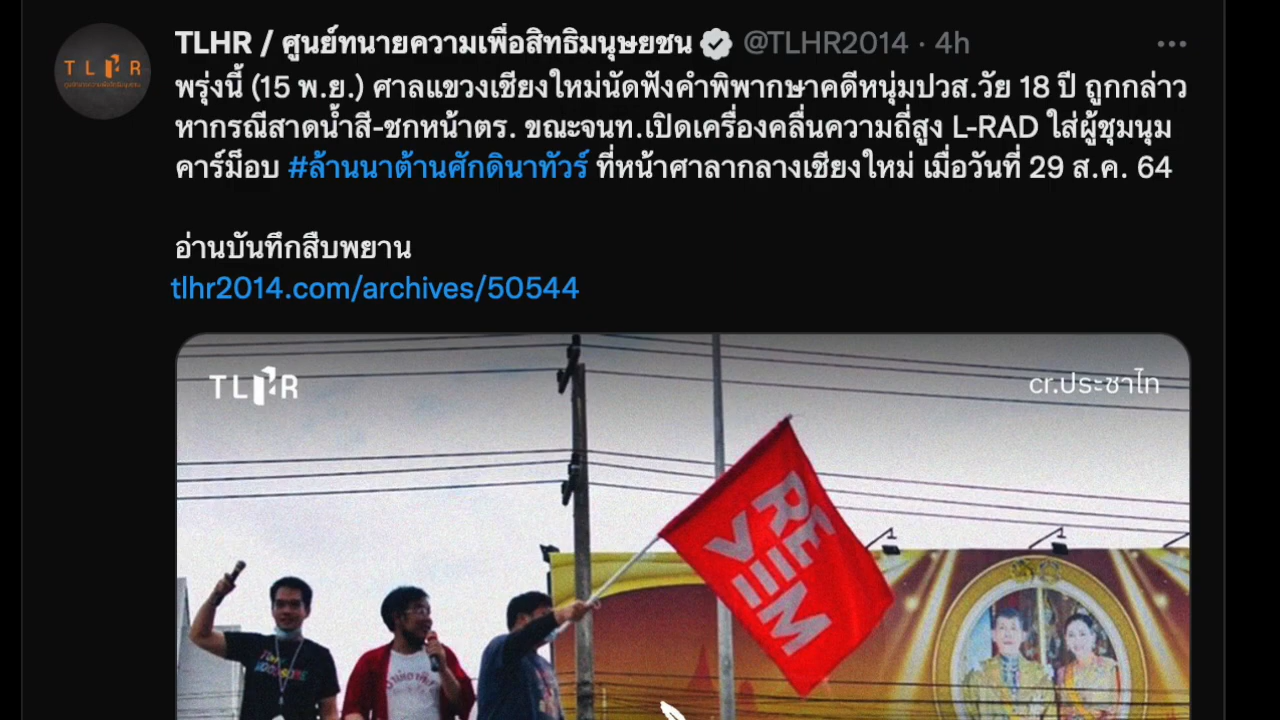 TLHR / ศูนย์ทนายความเพื่อสิทธิมนุษยชน @TLHR2014 · 4h
พรุ่งนี้ (15 พ.ย.) ศาลแขวงเชียงใหม่นัดฟังคำพิพากษาคดีหนุ่มปวส.วัย 18 ปี ถูกกล่าว
หากรณีสาดน้ำสี-ชกหน้าตร. ขณะจนท.เปิดเครื่องคลื่นความถี่สูง L-RAD ใส่ผู้ชุมนุม
คาร์ม็อบ #ล้านนาต้านศักดินาทัวร์ ที่หน้าศาลากลางเชียงใหม่ เมื่อวันที่ 29 ส.ค. 64
อ่านบันทึกสืบพยาน
tlhr2014.com/archives/50544
TLHR
cr.ประชาไท
TLHR